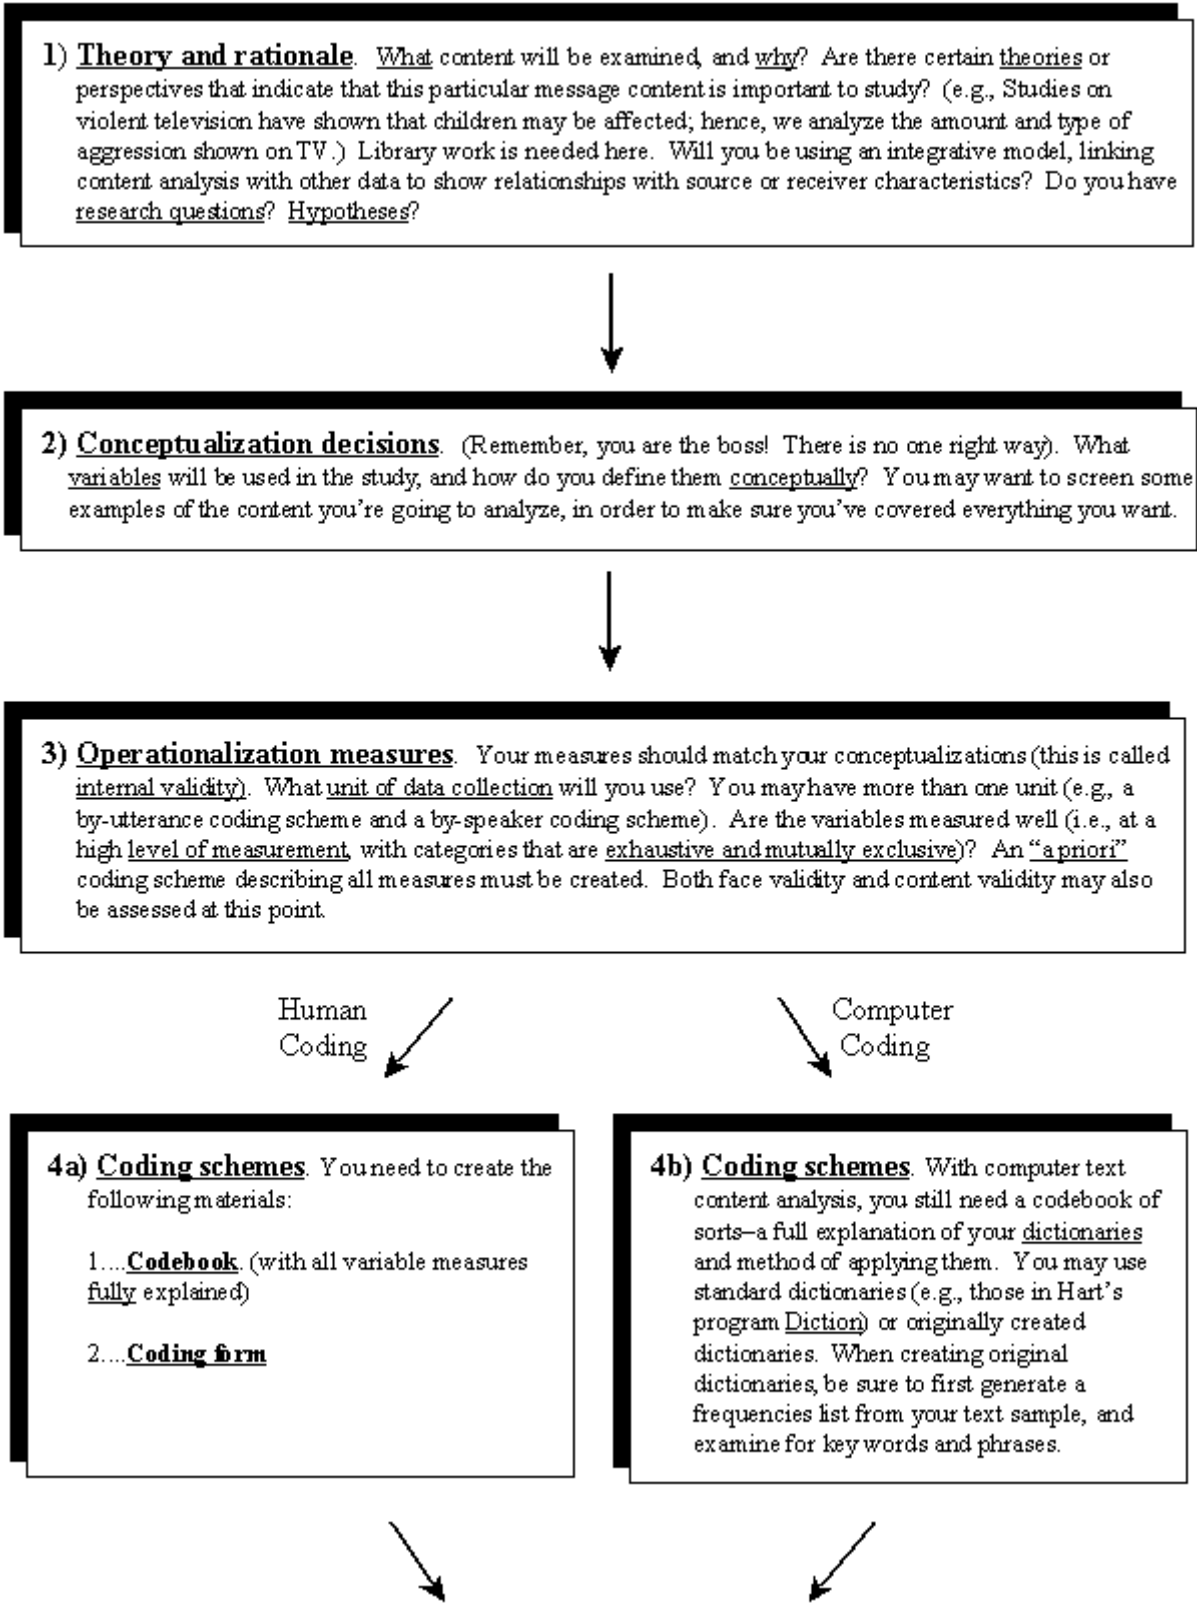 1) Theory and rationale. What content will be examined, and why? Are there certain theories or
perspectives that indicate that this particular message content is important to study? (e.g., Studies on
violent television have shown that children may be affected; hence, we analyze the amount and type of
aggression shown on TV.) Library work is needed here. Will you be using an integrative model, linking
content analysis with other data to show relationships with source or receiver characteristics? Do you have
research questions? Hypotheses?
2) Conceptualization decisions. (Remember, you are the boss! There is no one right way). What
variables will be used in the study, and how do you define them conceptually? You may want to screen some
examples of the content you're going to analyze, in order to make sure you've covered everything you want.
3) Operationalization measures. Your measures should match your conceptualizations (this is called
internal validity). What unit of data collection will you use? You may have more than one unit (e.g., a
by-utterance coding scheme and a by-speaker coding scheme). Are the variables measured well (i.e., at a
high level of measurement, with categories that are exhaustive and mutually exclusive)? An “a priori”
coding scheme describing all measures must be created. Both face validity and content validity may also
be assessed at this point.
Human
Coding
Computer
Coding
4a) Coding schemes. You need to create the
following materials:
1....Codebook. (with all variable measures
fully explained)
2....Coding form
4b) Coding schemes. With computer text
content analysis, you still need a codebook of
sorts–a full explanation of your dictionaries
and method of applying them. You may use
standard dictionaries (e.g., those in Hart's
program Diction) or originally created
dictionaries. When creating original
dictionaries, be sure to first generate a
frequencies list from your text sample, and
examine for key words and phrases.